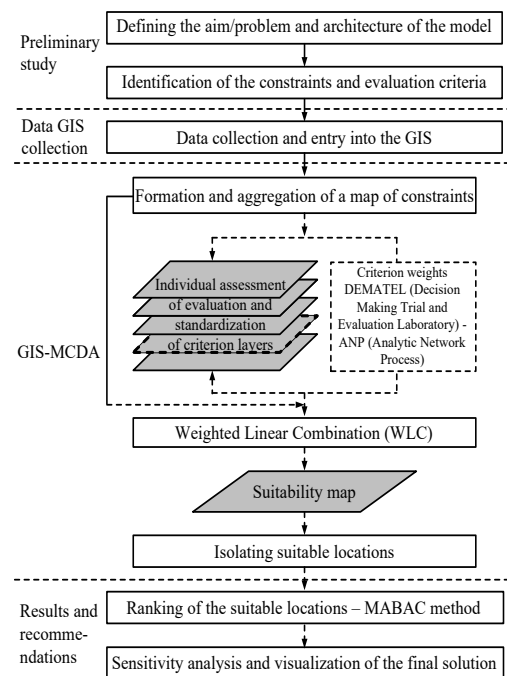 Preliminary
study
Defining the aim/problem and architecture of the model
Identification of the constraints and evaluation criteria
Data GIS
collection
Data collection and entry into the GIS
GIS-MCDA
Formation and aggregation of a map of constraints
Individual assessment
of evaluation and
standardization
of criterion layers
Criterion weights
DEMATEL (Decision
Making Trial and
Evaluation Laboratory) -
ANP (Analytic Network
Process)
Weighted Linear Combination (WLC)
Suitability map
Isolating suitable locations
Results and
recomme-
ndations
Ranking of the suitable locations – MABAC method
Sensitivity analysis and visualization of the final solution